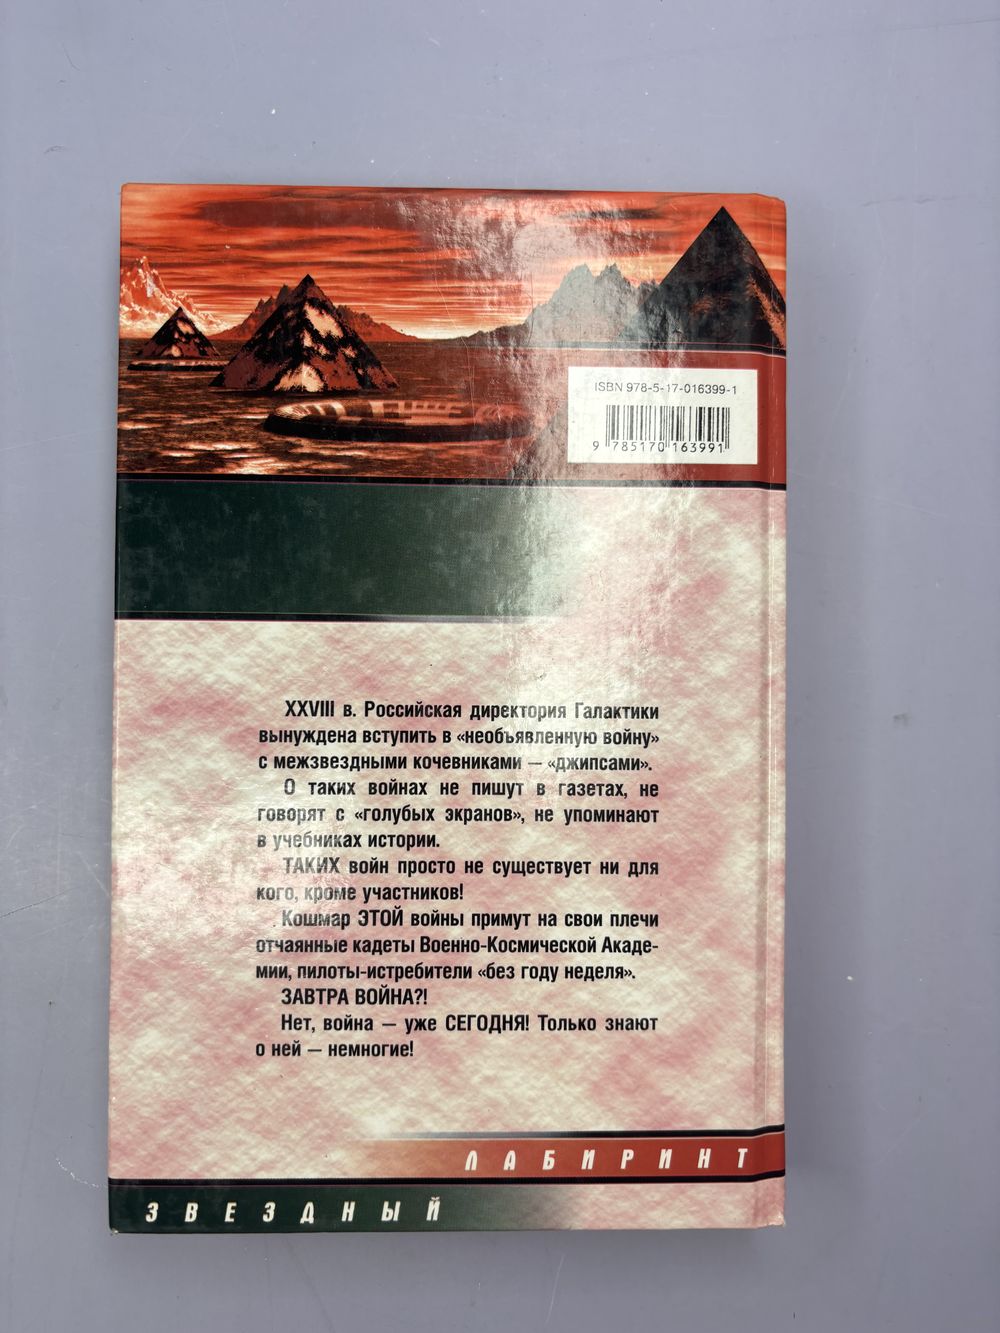 ISBN 978-5-17-016399-1
9 785170 163991
XXVIII в. Российская директория Галактики
вынуждена вступить в «необъявленную войну»
с межзвездными кочевниками — «джипсами».
О таких войнах не пишут в газетах, не
говорят с «голубых экранов», не упоминают
в учебниках истории.
ТАКИХ войн просто не существует ни для
кого, кроме участников!
Кошмар ЭТОЙ войны примут на свои плечи
отчаянные кадеты Военно-Космической Акаде-
мии, пилоты-истребители «без году неделя».
ЗАВТРА ВОЙНА?!
Нет, война — уже СЕГОДНЯ! Только знают
о ней — немногие!
ЛАБИРИНТ
ЗВЕЗДНЫЙ